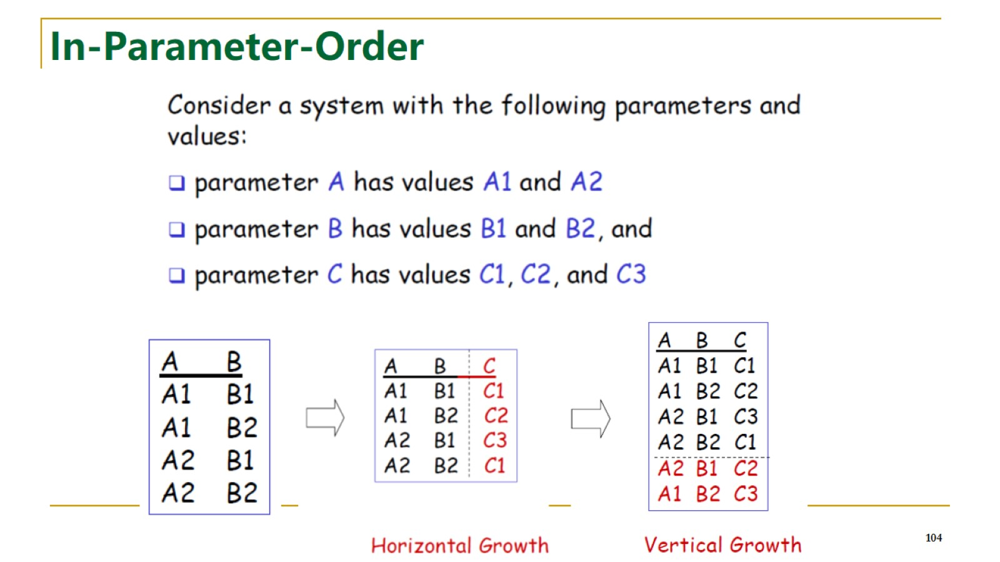 In-Parameter-Order
Consider a system with the following parameters and
values:
parameter A has values A1 and A2
parameter B has values B1 and B2, and
parameter C has values C1, C2, and C3
A B
A1 B1
A1 B2
A2 B1
A2 B2
A B C
A1 B1 C1
A1 B2 C2
A2 B1 C3
A2 B2 C1
Horizontal Growth
A B C
A1 B1 C1
A1 B2 C2
A2 B1 C3
A2 B2 C1
A2 B1 C2
A1 B2 C3
Vertical Growth
104